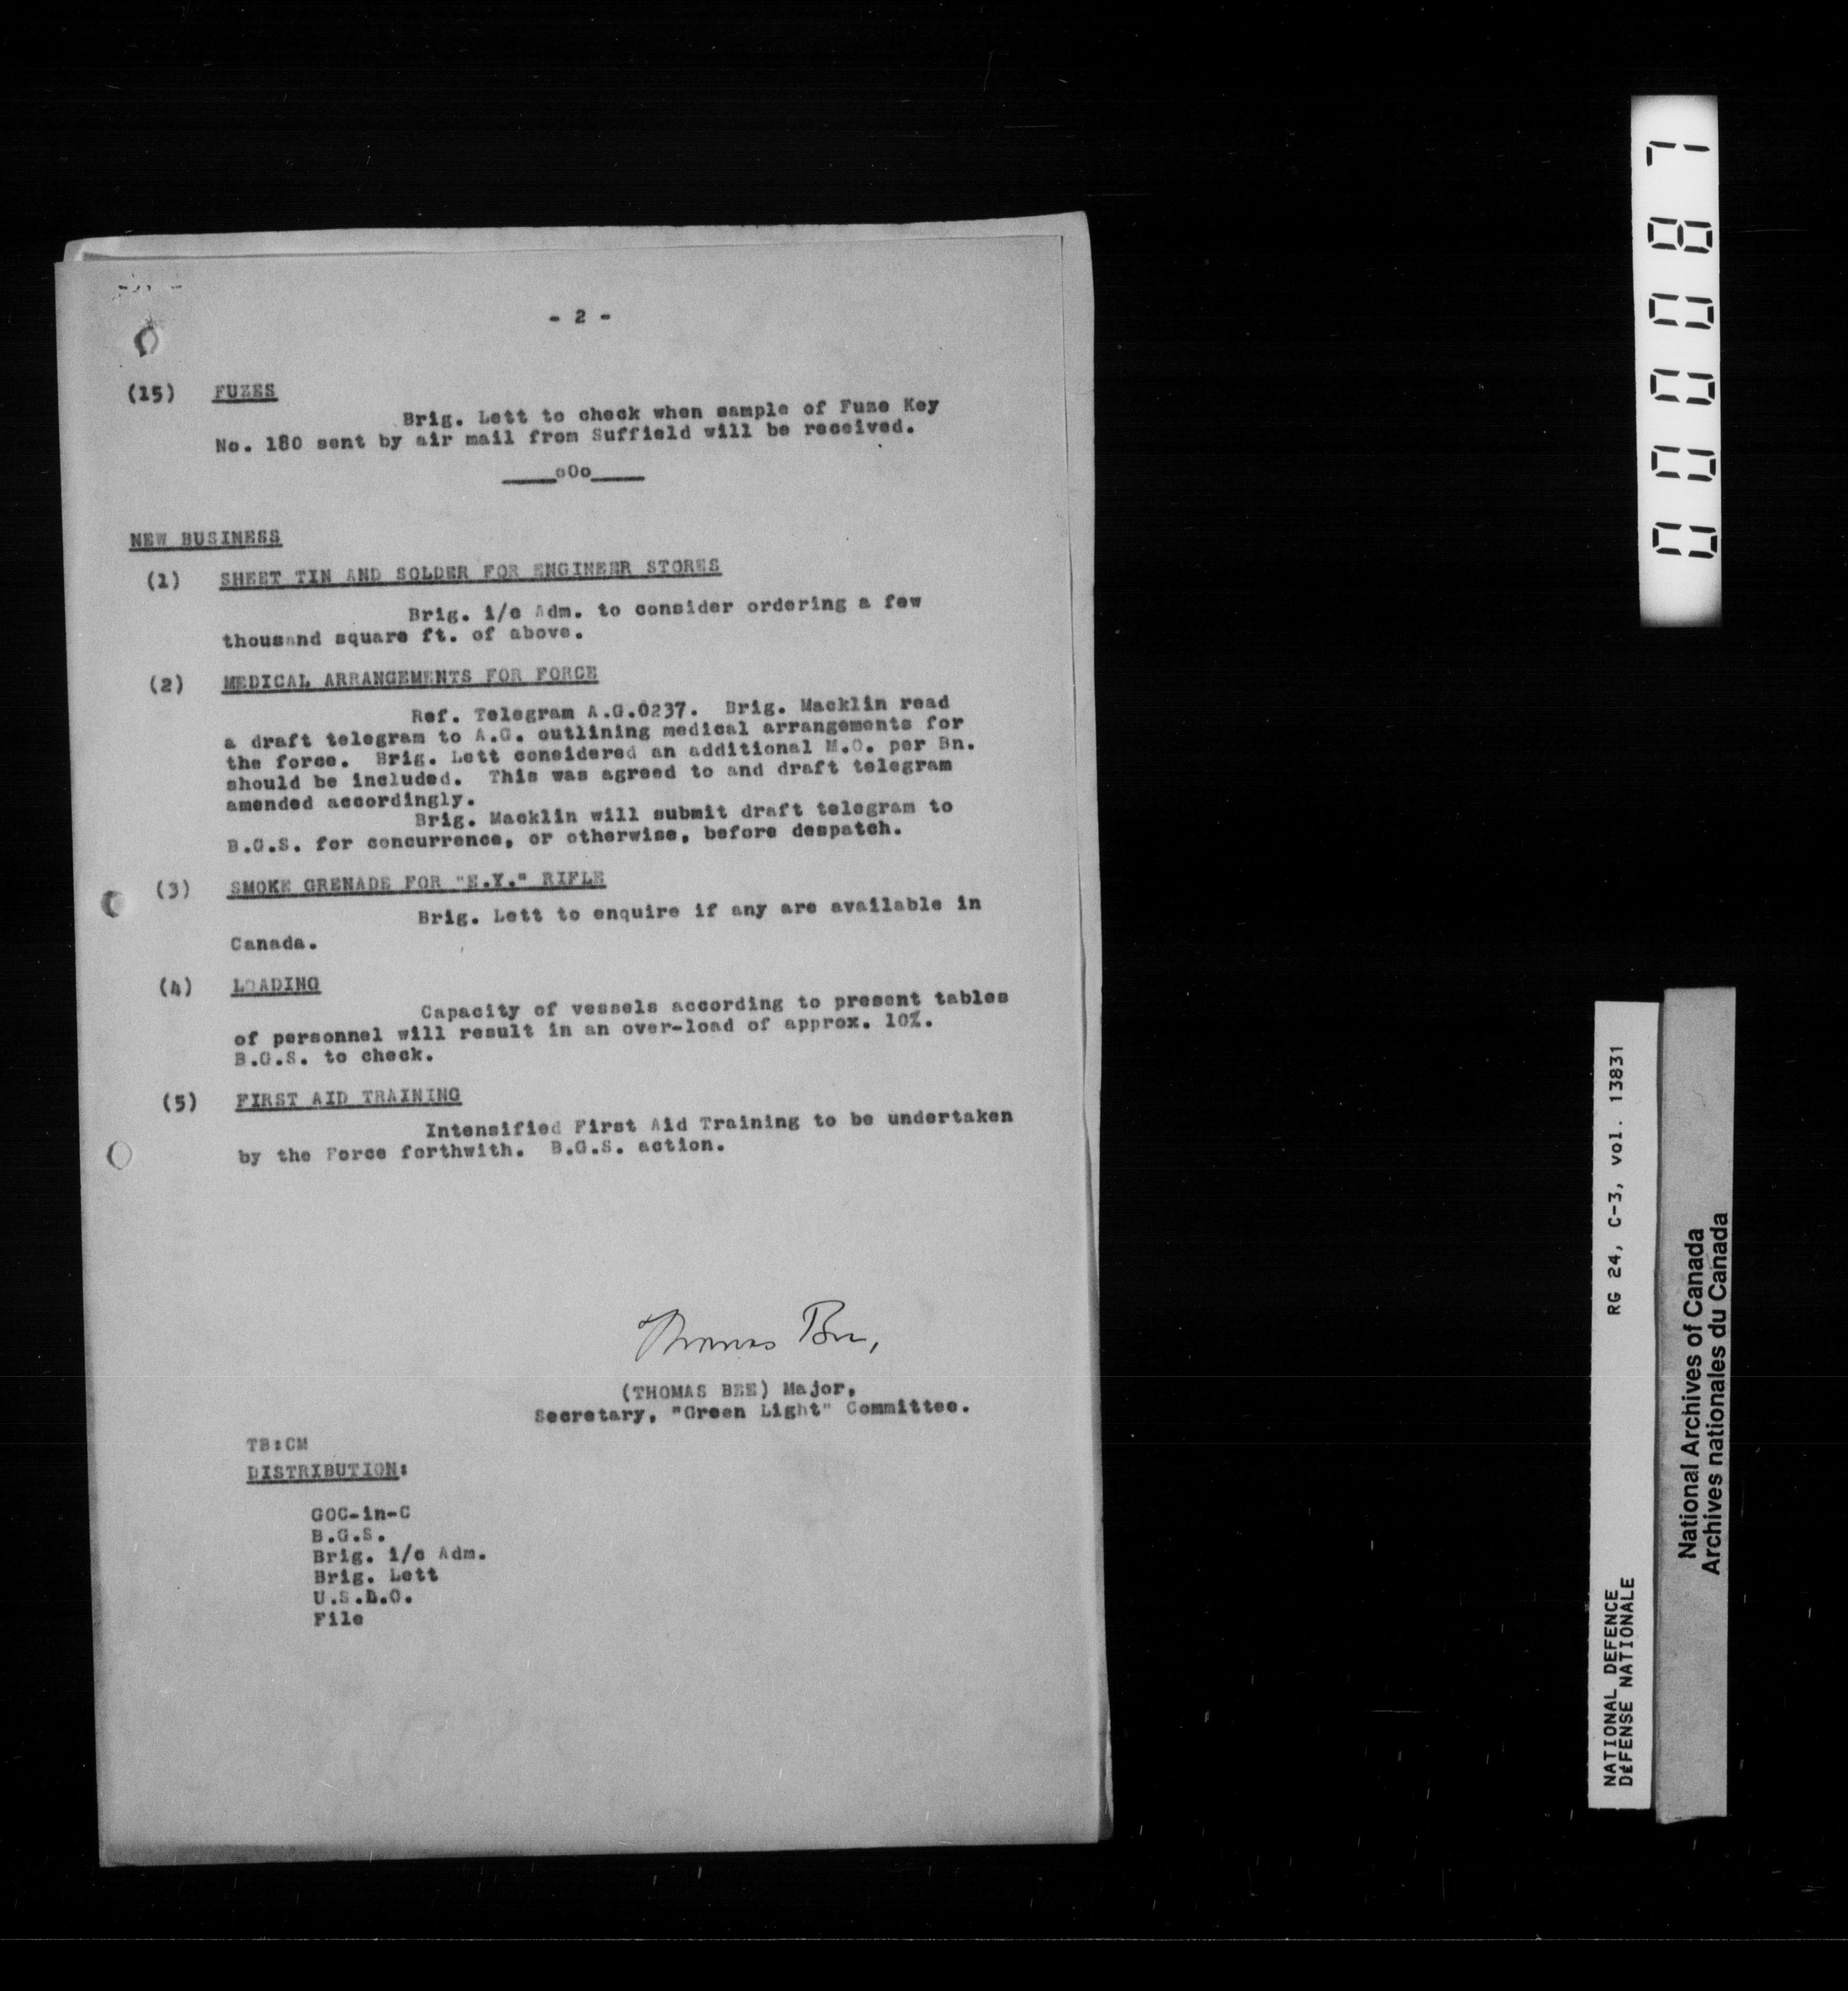 - 2 -
(15) FUZES
Brig. Lett to check when sample of Fuze Key
No. 180 sent by air mail from Suffield will be received.
_____oOo_____
NEW BUSINESS
(1) SHEET TIN AND SOLDER FOR ENGINEER STORES
Brig. i/c Adm. to consider ordering a few
thousand square ft. of above.
(2) MEDICAL ARRANGEMENTS FOR FORCE
Ref. Telegram A.G.0237. Brig. Macklin read
a draft telegram to A.G. outlining medical arrangements for
the force. Brig. Lett considered an additional M.O. per Bn.
should be included. This was agreed to and draft telegram
amended accordingly.
Brig. Macklin will submit draft telegram to
B.G.S. for concurrence, or otherwise, before despatch.
(3) SMOKE GRENADE FOR "E.Y." RIFLE
Brig. Lett to enquire if any are available in
Canada.
(4) LOADING
Capacity of vessels according to present tables
of personnel will result in an over-load of approx. 10%.
B.G.S. to check.
(5) FIRST AID TRAINING
Intensified First Aid Training to be undertaken
by the Force forthwith. B.G.S. action.
Thomas Bee,
(THOMAS BEE) Major,
Secretary, "Green Light" Committee.
TB:CM
DISTRIBUTION:
GOC-in-C
B.G.S.
Brig. i/c Adm.
Brig. Lett
U.S.L.O.
File
000087
NATIONAL DEFENCE RG 24, C-3, vol. 13831
DÉFENSE NATIONALE
National Archives of Canada
Archives nationales du Canada